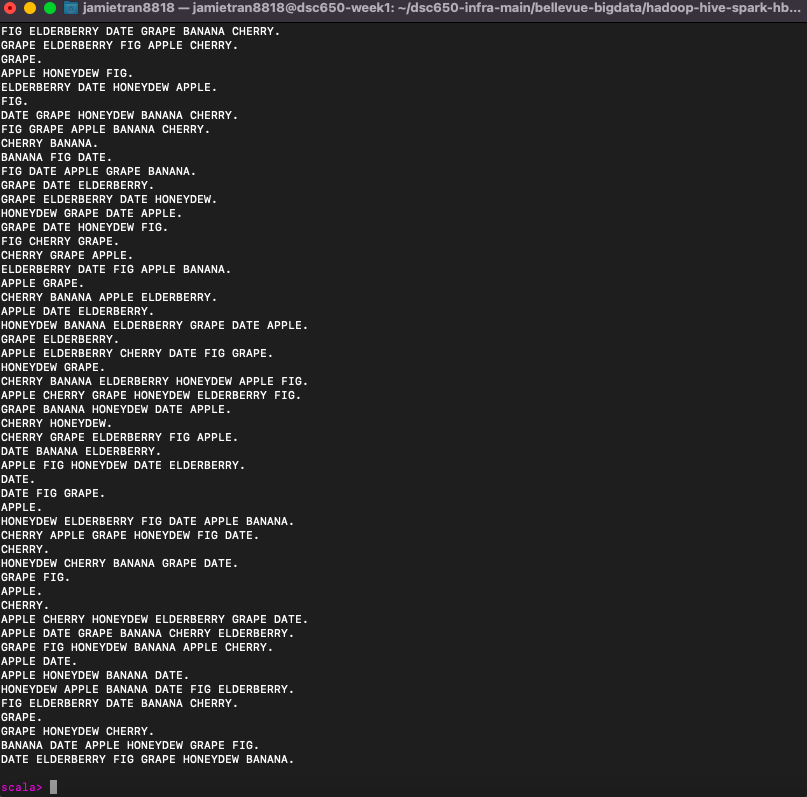 jamietran8818 — jamietran8818@dsc650-week1: ~/dsc650-infra-main/bellevue-bigdata/hadoop-hive-spark-hb...
FIG ELDERBERRY DATE GRAPE BANANA CHERRY.
GRAPE ELDERBERRY FIG APPLE CHERRY.
GRAPE.
APPLE HONEYDEW FIG.
ELDERBERRY DATE HONEYDEW APPLE.
FIG.
DATE GRAPE HONEYDEW BANANA CHERRY.
FIG GRAPE APPLE BANANA CHERRY.
CHERRY BANANA.
BANANA FIG DATE.
FIG DATE APPLE GRAPE BANANA.
GRAPE DATE ELDERBERRY.
GRAPE ELDERBERRY DATE HONEYDEW.
HONEYDEW GRAPE DATE APPLE.
GRAPE DATE HONEYDEW FIG.
FIG CHERRY GRAPE.
CHERRY GRAPE APPLE.
ELDERBERRY DATE FIG APPLE BANANA.
APPLE GRAPE.
CHERRY BANANA APPLE ELDERBERRY.
APPLE DATE ELDERBERRY.
HONEYDEW BANANA ELDERBERRY GRAPE DATE APPLE.
GRAPE ELDERBERRY.
APPLE ELDERBERRY CHERRY DATE FIG GRAPE.
HONEYDEW GRAPE.
CHERRY BANANA ELDERBERRY HONEYDEW APPLE FIG.
APPLE CHERRY GRAPE HONEYDEW ELDERBERRY FIG.
GRAPE BANANA HONEYDEW DATE APPLE.
CHERRY HONEYDEW.
CHERRY GRAPE ELDERBERRY FIG APPLE.
DATE BANANA ELDERBERRY.
APPLE FIG HONEYDEW DATE ELDERBERRY.
DATE.
DATE FIG GRAPE.
APPLE.
HONEYDEW ELDERBERRY FIG DATE APPLE BANANA.
CHERRY APPLE GRAPE HONEYDEW FIG DATE.
CHERRY.
HONEYDEW CHERRY BANANA GRAPE DATE.
GRAPE FIG.
APPLE.
CHERRY.
APPLE CHERRY HONEYDEW ELDERBERRY GRAPE DATE.
APPLE DATE GRAPE BANANA CHERRY ELDERBERRY.
GRAPE FIG HONEYDEW BANANA APPLE CHERRY.
APPLE DATE.
APPLE HONEYDEW BANANA DATE.
HONEYDEW APPLE BANANA DATE FIG ELDERBERRY.
FIG ELDERBERRY DATE BANANA CHERRY.
GRAPE.
GRAPE HONEYDEW CHERRY.
BANANA DATE APPLE HONEYDEW GRAPE FIG.
DATE ELDERBERRY FIG GRAPE HONEYDEW BANANA.
scala>